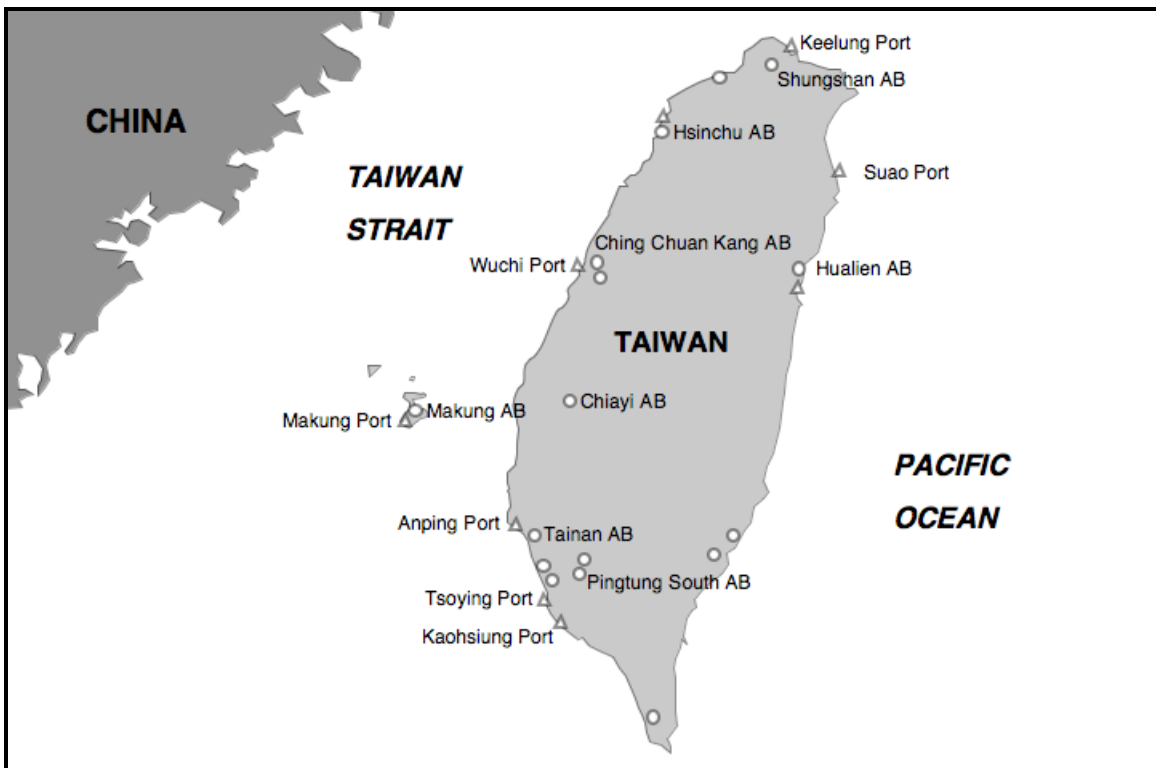 Keelung Port
Shungshan AB
CHINA
Hsinchu AB
TAIWAN
STRAIT
Suao Port
Ching Chuan Kang AB
Wuchi Port
Hualien AB
TAIWAN
Chiayi AB
Makung AB
Makung Port
PACIFIC
OCEAN
Anping Port
Tainan AB
Pingtung South AB
Tsoying Port
Kaohsiung Port